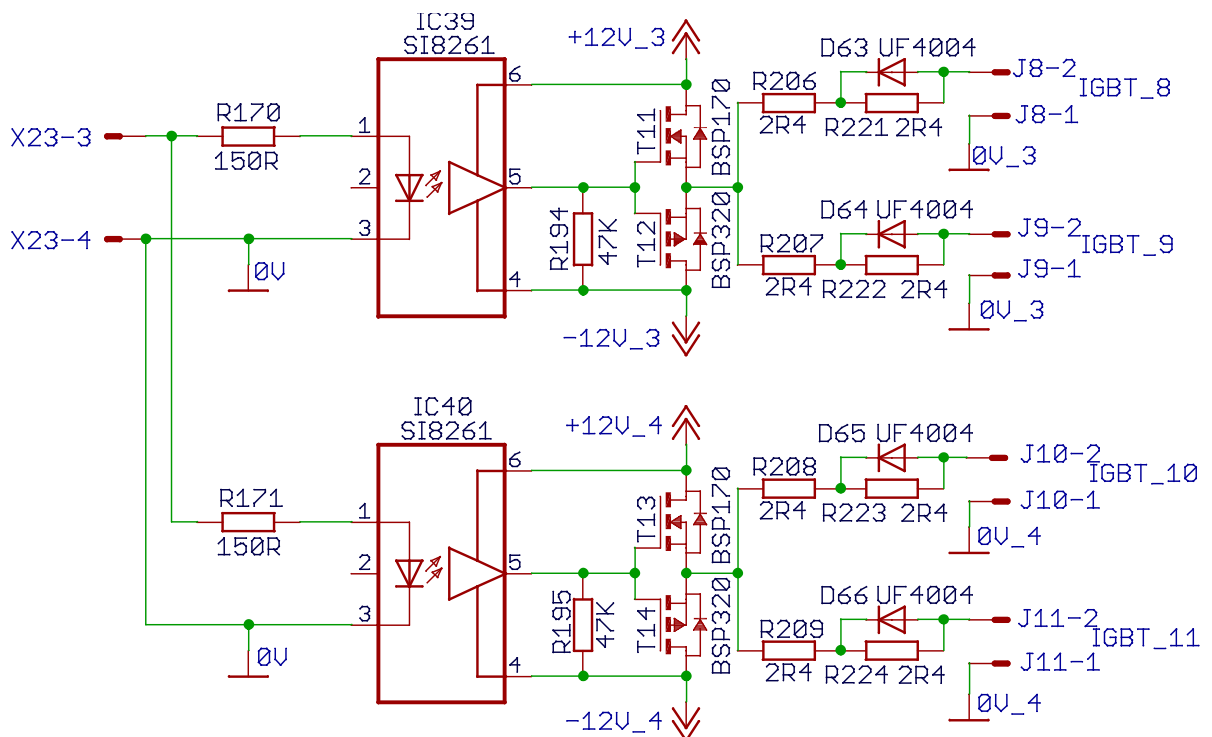 IC39
SI8261
+12V_3
D63 UF4004
J8-2
IGBT_8
R206
2R4
R221 2R4
J8-1
0V_3
R170
150R
X23-3
1
2
3
6
5
4
T11
BSP170
X23-4
0V
R194
47K
T12
BSP320
D64 UF4004
J9-2
IGBT_9
R207
2R4
R222 2R4
J9-1
0V_3
-12V_3
IC40
SI8261
+12V_4
D65 UF4004
J10-2
IGBT_10
R208
2R4
R223 2R4
J10-1
0V_4
R171
150R
1
2
3
6
5
4
T13
BSP170
0V
R195
47K
T14
BSP320
D66 UF4004
J11-2
IGBT_11
R209
2R4
R224 2R4
J11-1
0V_4
-12V_4